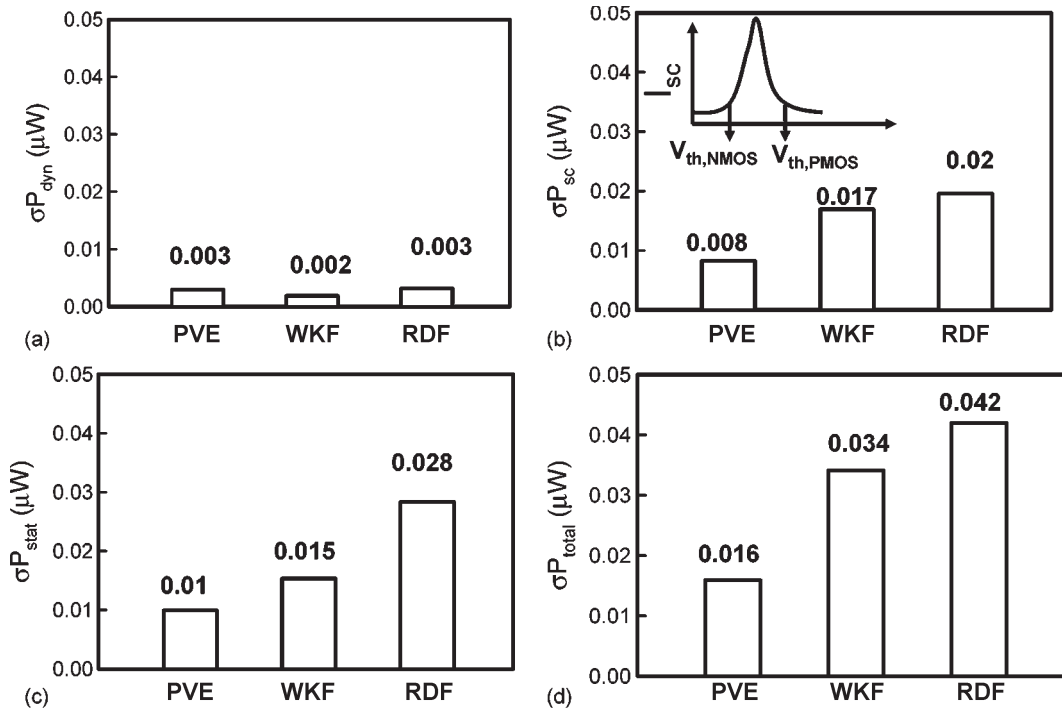 0.05
0.04
0.03
0.02
0.01
0.00
σP_dyn (μW)
0.003
0.002
0.003
PVE WKF RDF
(a)
0.05
0.04
0.03
0.02
0.01
0.00
σP_sc (μW)
I_SC
V_th,NMOS V_th,PMOS
0.008
0.017
0.02
PVE WKF RDF
(b)
0.05
0.04
0.03
0.02
0.01
0.00
σP_stat (μW)
0.01
0.015
0.028
PVE WKF RDF
(c)
0.05
0.04
0.03
0.02
0.01
0.00
σP_total (μW)
0.016
0.034
0.042
PVE WKF RDF
(d)